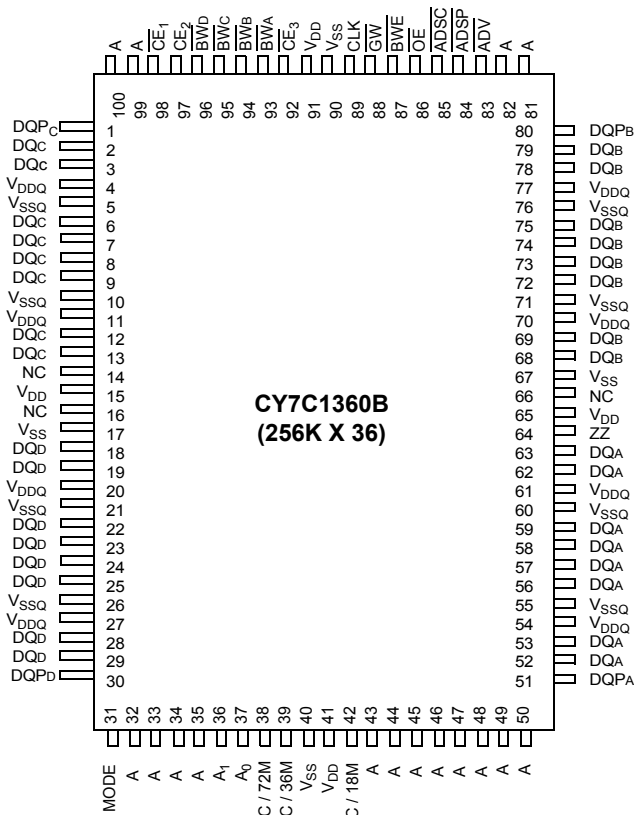 A
A
CE1
CE2
BWD
BWC
BWB
BWA
CE3
VDD
VSS
CLK
GW
BWE
OE
ADSC
ADSP
ADV
A
A
100
99
98
97
96
95
94
93
92
91
90
89
88
87
86
85
84
83
82
81
DQPC 1
DQC 2
DQC 3
VDDQ 4
VSSQ 5
DQC 6
DQC 7
DQC 8
DQC 9
VSSQ 10
VDDQ 11
DQC 12
DQC 13
NC 14
VDD 15
NC 16
VSS 17
DQD 18
DQD 19
VDDQ 20
VSSQ 21
DQD 22
DQD 23
DQD 24
DQD 25
VSSQ 26
VDDQ 27
DQD 28
DQD 29
DQPD 30
CY7C1360B
(256K X 36)
80 DQPB
79 DQB
78 DQB
77 VDDQ
76 VSSQ
75 DQB
74 DQB
73 DQB
72 DQB
71 VSSQ
70 VDDQ
69 DQB
68 DQB
67 VSS
66 NC
65 VDD
64 ZZ
63 DQA
62 DQA
61 VDDQ
60 VSSQ
59 DQA
58 DQA
57 DQA
56 DQA
55 VSSQ
54 VDDQ
53 DQA
52 DQA
51 DQPA
31
32
33
34
35
36
37
38
39
40
41
42
43
44
45
46
47
48
49
50
MODE
A
A
A
A
A1
A0
C / 72M
C / 36M
VSS
VDD
C / 18M
A
A
A
A
A
A
A
A